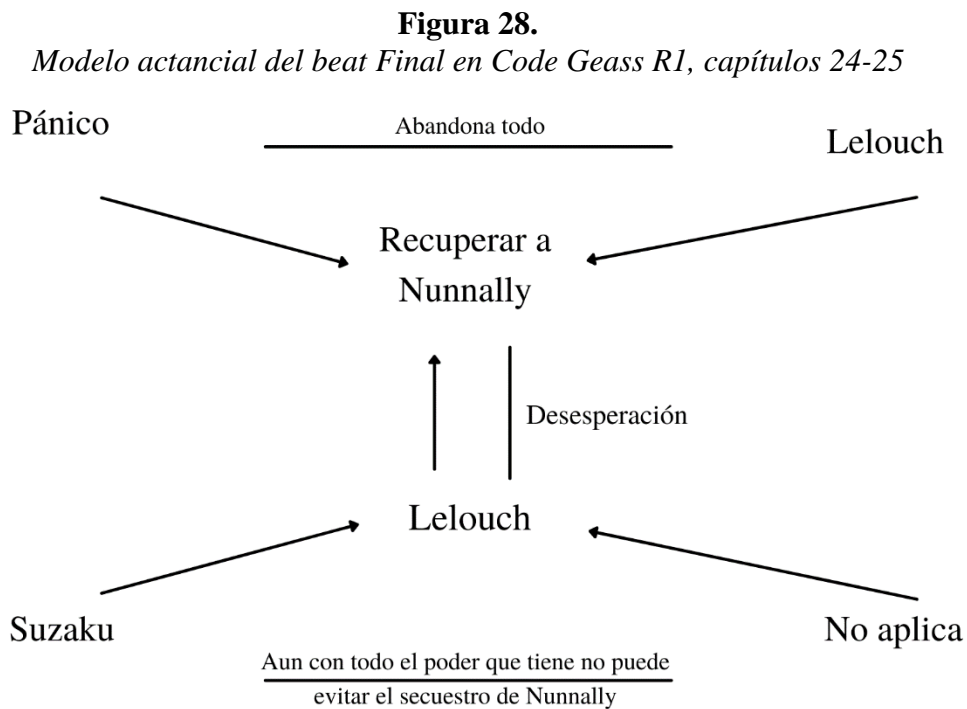 Figura 28.
Modelo actancial del beat Final en Code Geass R1, capítulos 24-25
Pánico
Abandona todo
Lelouch
Recuperar a
Nunnally
Desesperación
Lelouch
Suzaku
No aplica
Aun con todo el poder que tiene no puede
evitar el secuestro de Nunnally